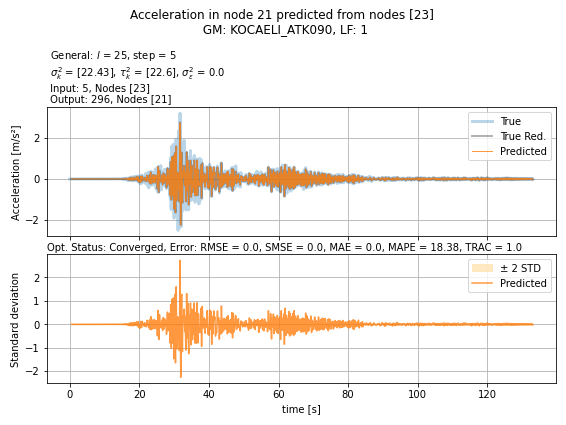 Acceleration in node 21 predicted from nodes [23]
GM: KOCAELI_ATK090, LF: 1
General: l = 25, step = 5
σ²ₖ = [22.43], τ²ₖ = [22.6], σ²ε = 0.0
Input: 5, Nodes [23]
Output: 296, Nodes [21]
Acceleration [m/s²]
2
0
−2
True
True Red.
Predicted
Opt. Status: Converged, Error: RMSE = 0.0, SMSE = 0.0, MAE = 0.0, MAPE = 18.38, TRAC = 1.0
Standard deviation
2
1
0
−1
−2
± 2 STD
Predicted
0 20 40 60 80 100 120
time [s]